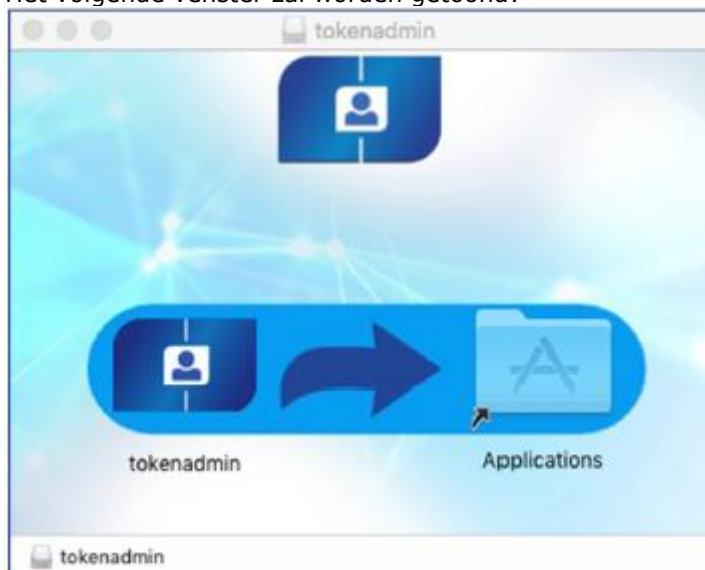 Het volgende venster zal worden getoond:
tokenadmin
tokenadmin
Applications
tokenadmin